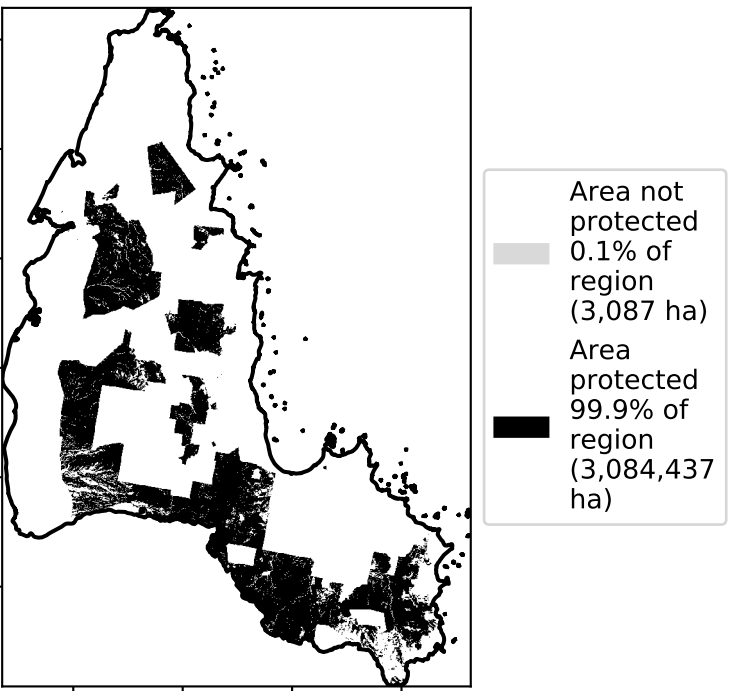 Area not
protected
0.1% of
region
(3,087 ha)
Area
protected
99.9% of
region
(3,084,437
ha)